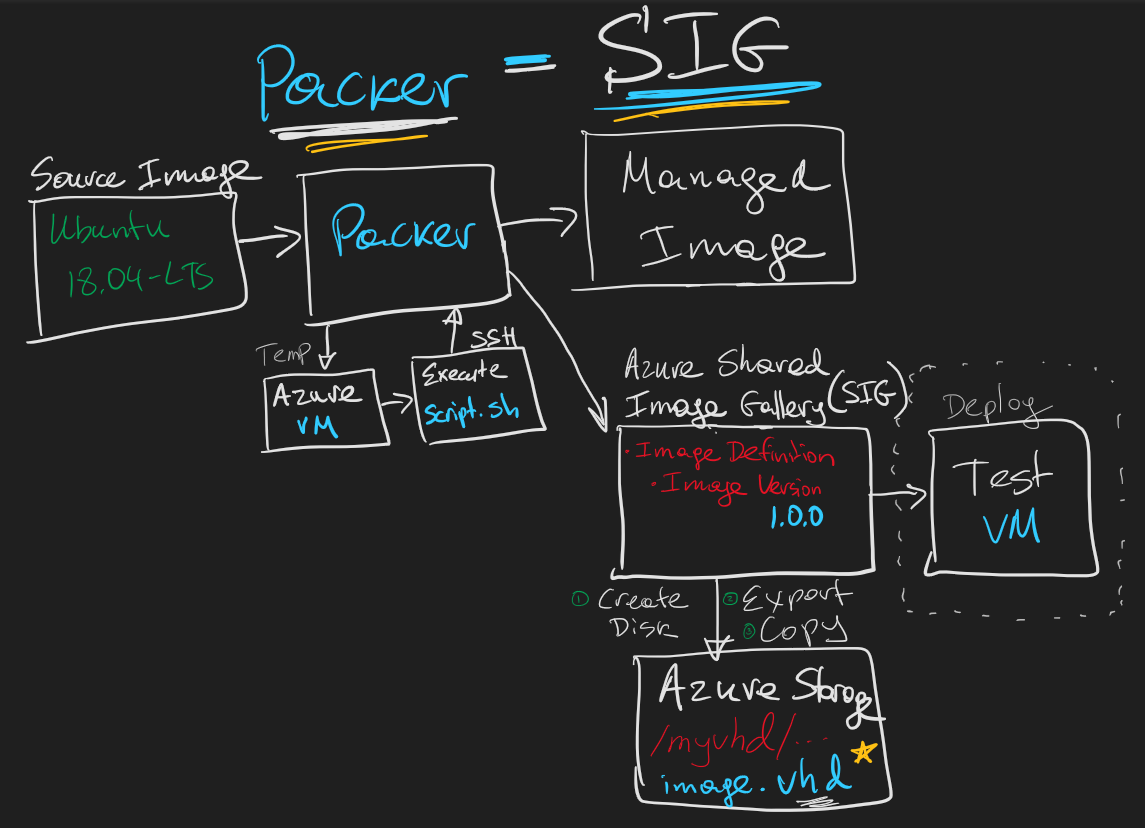 Packer = SIG
Source Image
Ubuntu
18.04-LTS
Packer
Managed
Image
Temp
Azure
VM
SSH
Execute
script.sh
Azure Shared
Image Gallery (SIG)
• Image Definition
• Image Version
1.0.0
Deploy
Test
VM
① Create
Disk
② Export
③ Copy
Azure Storage
/myvhd/...
image.vhd